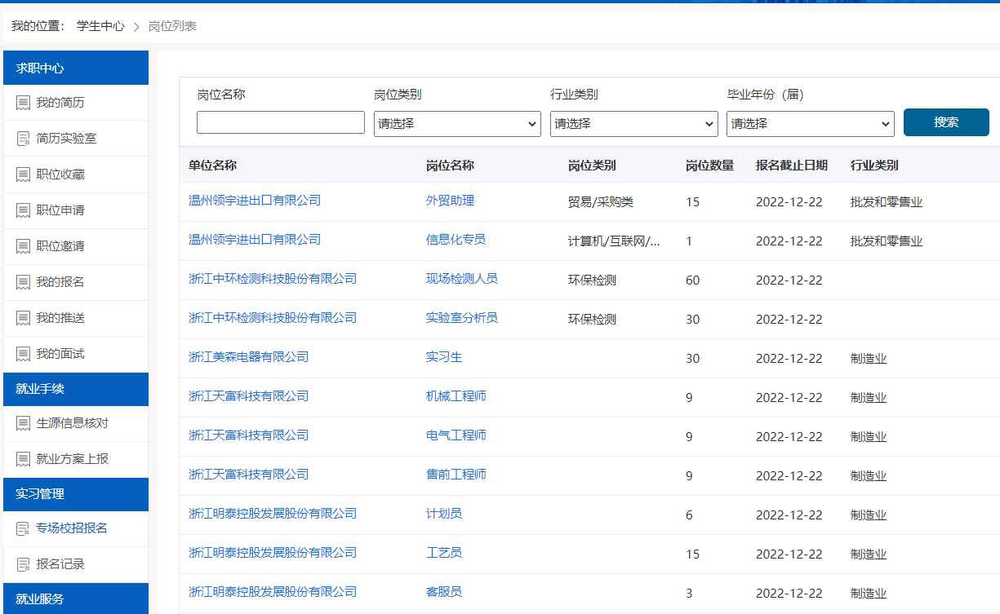 我的位置： 学生中心 > 岗位列表
求职中心
我的简历
简历实验室
职位收藏
职位申请
职位邀请
我的报名
我的推送
我的面试
就业手续
生源信息核对
就业方案上报
实习管理
专场校招报名
报名记录
就业服务
岗位名称 岗位类别 行业类别 毕业年份（届）
请选择 请选择 请选择 搜索
单位名称 岗位名称 岗位类别 岗位数量 报名截止日期 行业类别
温州领宇进出口有限公司 外贸助理 贸易/采购类 15 2022-12-22 批发和零售业
温州领宇进出口有限公司 信息化专员 计算机/互联网/... 1 2022-12-22 批发和零售业
浙江中环检测科技股份有限公司 现场检测人员 环保检测 60 2022-12-22
浙江中环检测科技股份有限公司 实验室分析员 环保检测 30 2022-12-22
浙江美森电器有限公司 实习生 30 2022-12-22 制造业
浙江天富科技有限公司 机械工程师 9 2022-12-22 制造业
浙江天富科技有限公司 电气工程师 9 2022-12-22 制造业
浙江天富科技有限公司 售前工程师 9 2022-12-22 制造业
浙江明泰控股发展股份有限公司 计划员 6 2022-12-22 制造业
浙江明泰控股发展股份有限公司 工艺员 15 2022-12-22 制造业
浙江明泰控股发展股份有限公司 客服员 3 2022-12-22 制造业